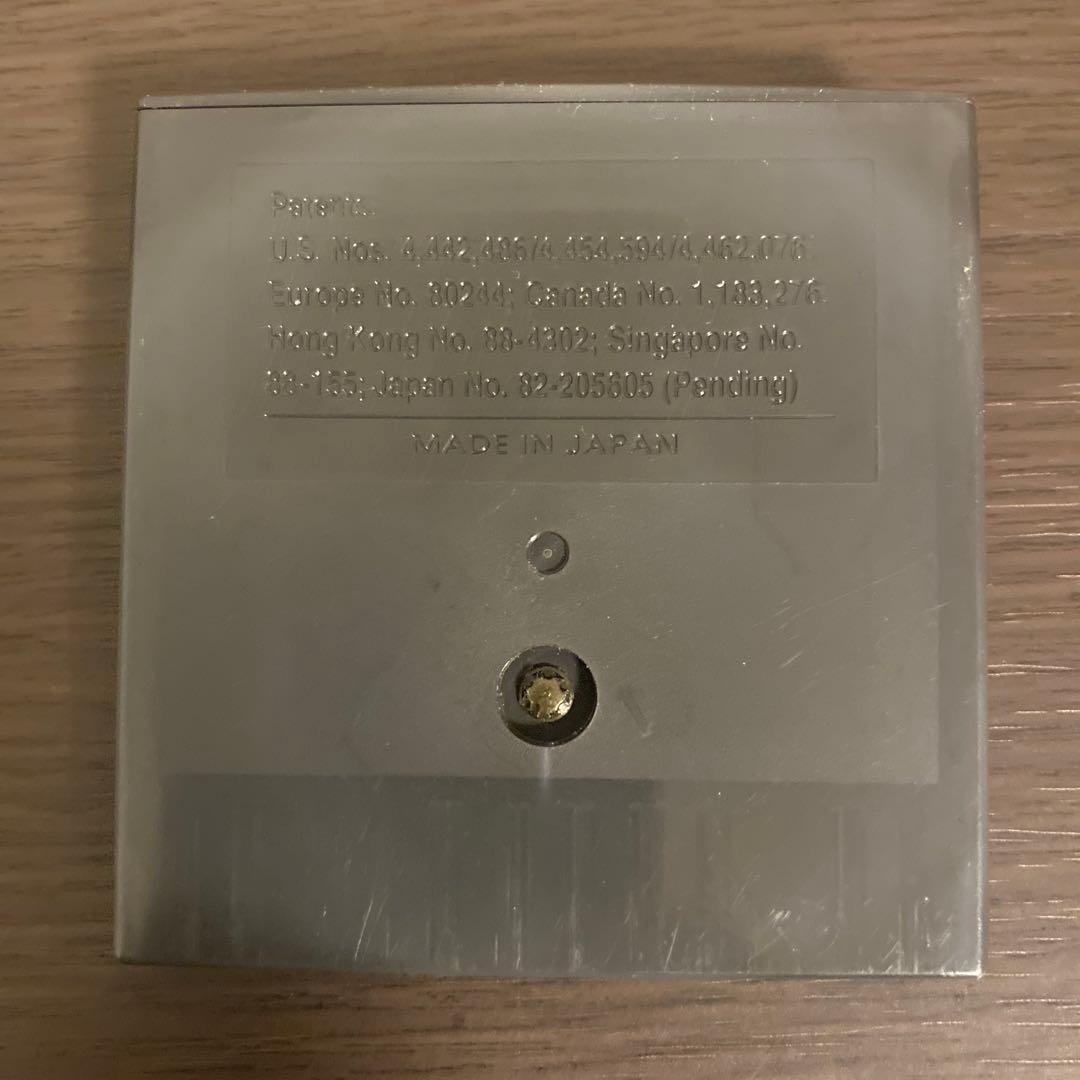 Patents:
U.S. Nos. 4,442,486/4,454,594/4,462,076;
Europe No. 80244; Canada No. 1,183,276;
Hong Kong No. 88-4302; Singapore No.
88-155; Japan No. 82-205605 (Pending)
MADE IN JAPAN